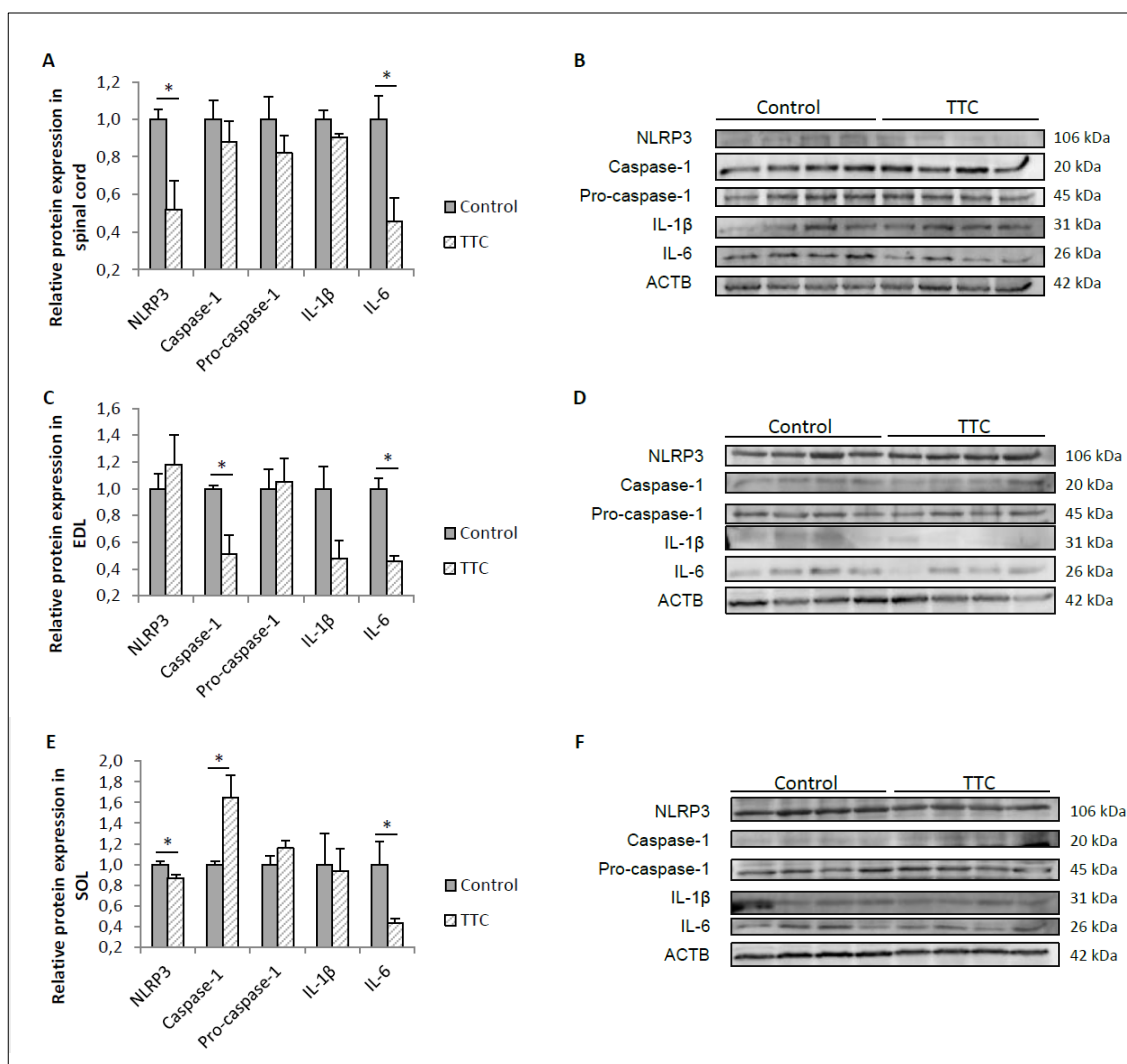 A
Relative protein expression in
spinal cord
1,2
1,0
0,8
0,6
0,4
0,2
*
*
NLRP3
Caspase-1
Pro-caspase-1
IL-1β
IL-6
Control
TTC
B
Control TTC
NLRP3 106 kDa
Caspase-1 20 kDa
Pro-caspase-1 45 kDa
IL-1β 31 kDa
IL-6 26 kDa
ACTB 42 kDa
C
Relative protein expression in
EDL
1,6
1,4
1,2
1,0
0,8
0,6
0,4
0,2
*
*
NLRP3
Caspase-1
Pro-caspase-1
IL-1β
IL-6
Control
TTC
D
Control TTC
NLRP3 106 kDa
Caspase-1 20 kDa
Pro-caspase-1 45 kDa
IL-1β 31 kDa
IL-6 26 kDa
ACTB 42 kDa
E
Relative protein expression in
SOL
2,0
1,8
1,6
1,4
1,2
1,0
0,8
0,6
0,4
0,2
*
*
*
NLRP3
Caspase-1
Pro-caspase-1
IL-1β
IL-6
Control
TTC
F
Control TTC
NLRP3 106 kDa
Caspase-1 20 kDa
Pro-caspase-1 45 kDa
IL-1β 31 kDa
IL-6 26 kDa
ACTB 42 kDa